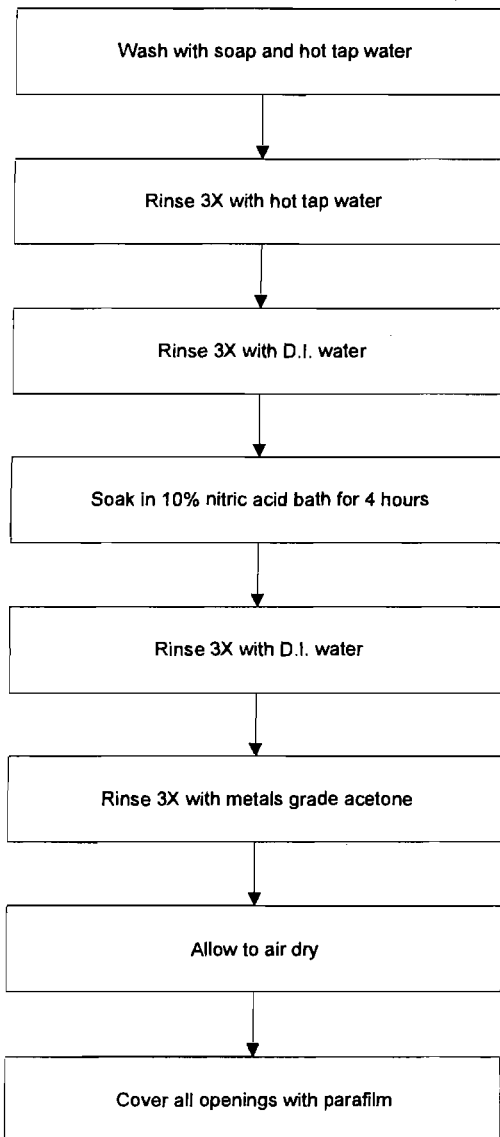 Wash with soap and hot tap water
Rinse 3X with hot tap water
Rinse 3X with D.I. water
Soak in 10% nitric acid bath for 4 hours
Rinse 3X with D.I. water
Rinse 3X with metals grade acetone
Allow to air dry
Cover all openings with parafilm